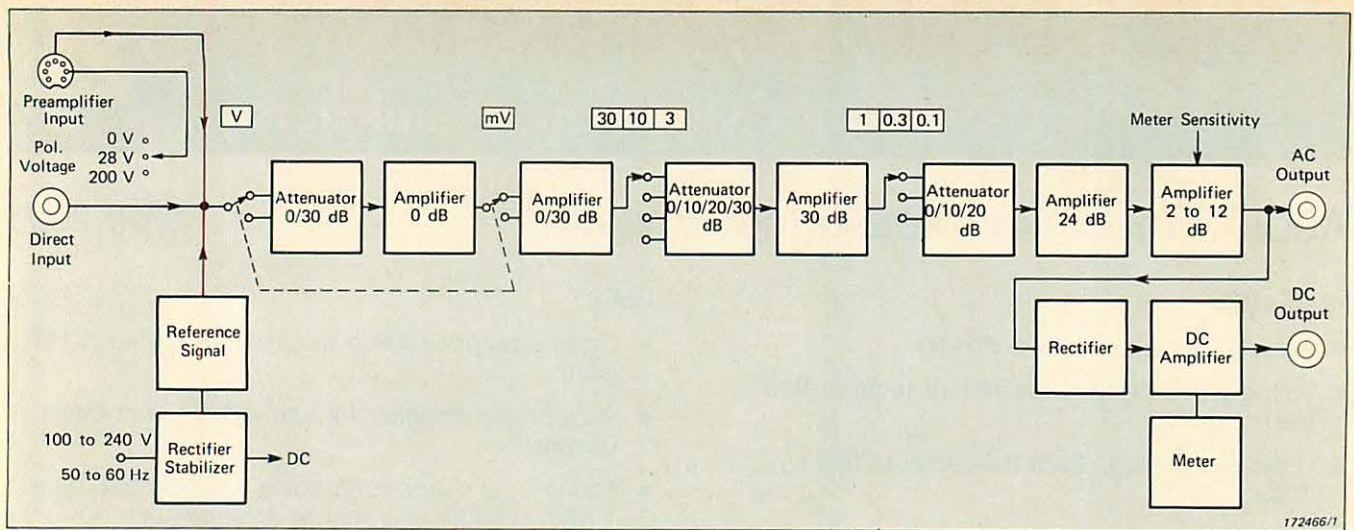 Preamplifier
Input
Pol.
Voltage
0 V
28 V
200 V
Direct
Input
V
Attenuator
0/30 dB
Amplifier
0 dB
mV
Amplifier
0/30 dB
30 10 3
Attenuator
0/10/20/30
dB
Amplifier
30 dB
1 0.3 0.1
Attenuator
0/10/20
dB
Amplifier
24 dB
Meter Sensitivity
Amplifier
2 to 12
dB
AC
Output
Reference
Signal
100 to 240 V
50 to 60 Hz
Rectifier
Stabilizer
DC
Rectifier
DC
Amplifier
DC
Output
Meter
172466/1